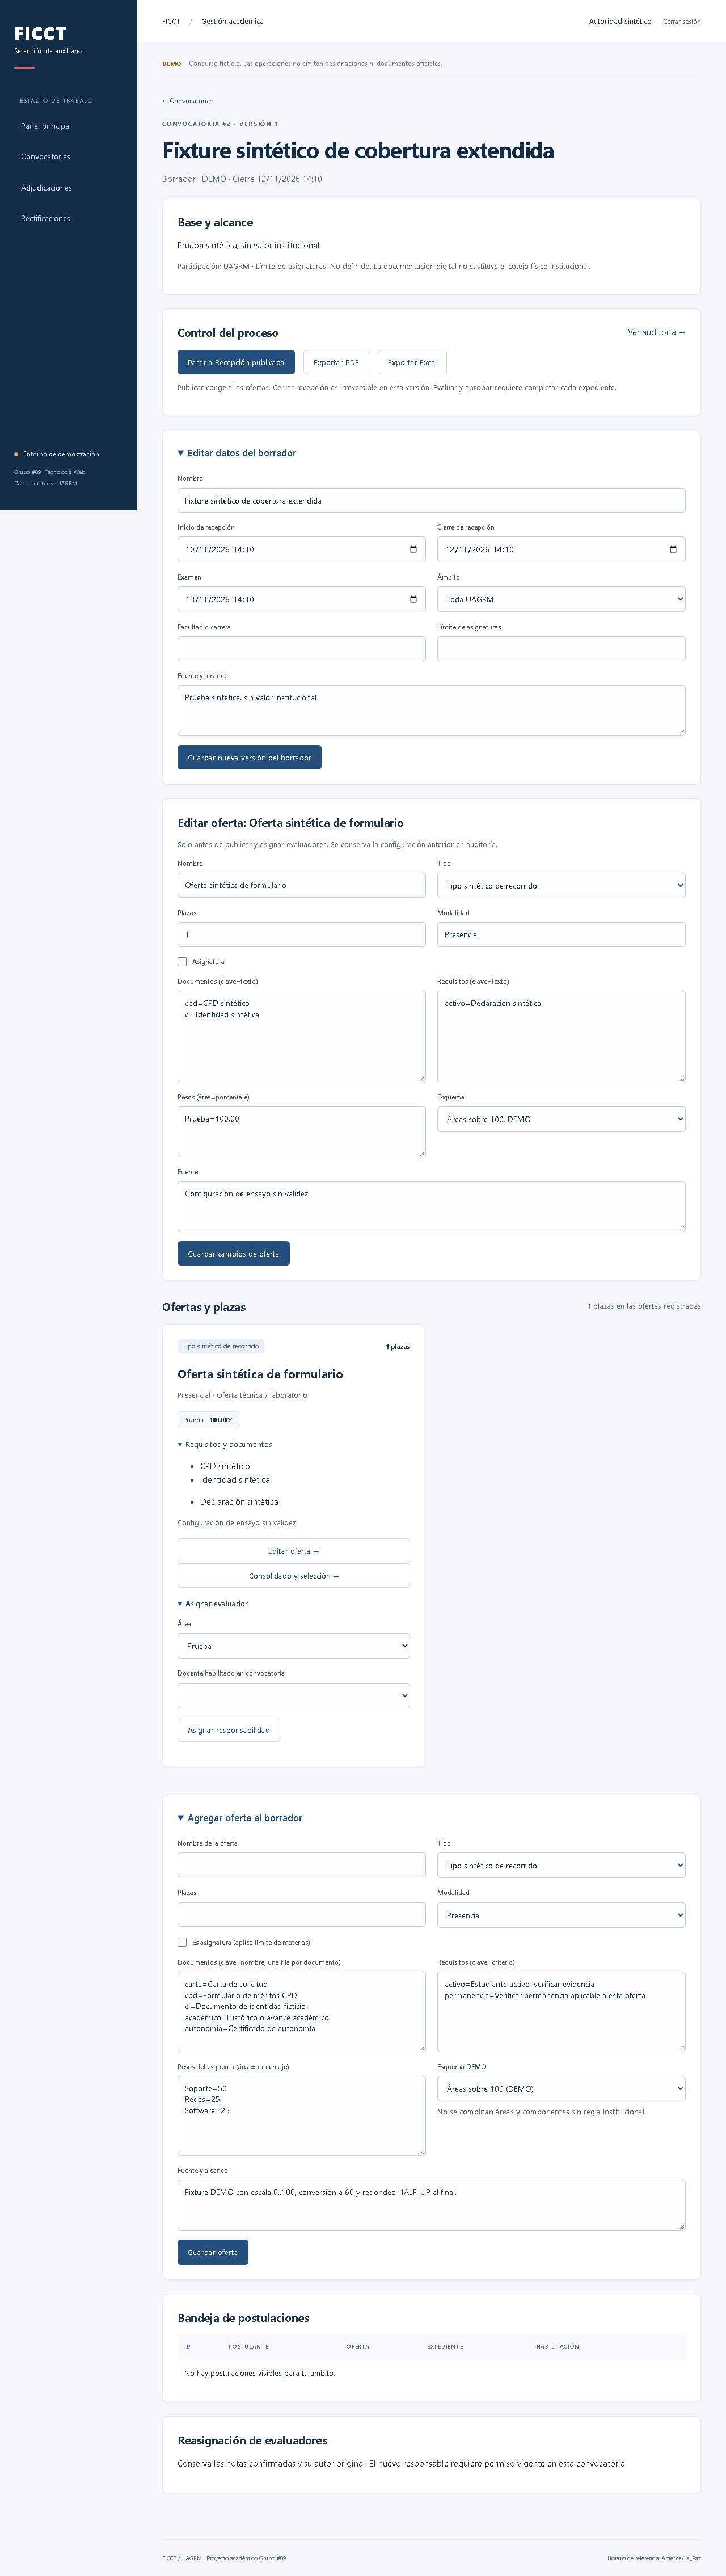 FICCT
Selección de auxiliares
ESPACIO DE TRABAJO
Panel principal
Convocatorias
Adjudicaciones
Rectificaciones
Entorno de demostración
Grupo #09 · Tecnología Web
Datos sintéticos · UAGRM
FICCT / Gestión académica
Autoridad sintética Cerrar sesión
DEMO Concurso ficticio. Las operaciones no emiten designaciones ni documentos oficiales.
← Convocatorias
CONVOCATORIA #2 · VERSIÓN 1
Fixture sintético de cobertura extendida
Borrador · DEMO · Cierre 12/11/2026 14:10
Base y alcance
Prueba sintética, sin valor institucional
Participación: UAGRM · Límite de asignaturas: No definido. La documentación digital no sustituye el cotejo físico institucional.
Control del proceso
Ver auditoría →
Pasar a Recepción publicada Exportar PDF Exportar Excel
Publicar congela las ofertas. Cerrar recepción es irreversible en esta versión. Evaluar y aprobar requiere completar cada expediente.
▼ Editar datos del borrador
Nombre
Fixture sintético de cobertura extendida
Inicio de recepción Cierre de recepción
10/11/2026 14:10 12/11/2026 14:10
Examen Ámbito
13/11/2026 14:10 Toda UAGRM
Facultad o carrera Límite de asignaturas
Fuente y alcance
Prueba sintética, sin valor institucional
Guardar nueva versión del borrador
Editar oferta: Oferta sintética de formulario
Solo antes de publicar y asignar evaluadores. Se conserva la configuración anterior en auditoría.
Nombre Tipo
Oferta sintética de formulario Tipo sintético de recorrido
Plazas Modalidad
1 Presencial
Asignatura
Documentos (clave=texto) Requisitos (clave=texto)
cpd=CPD sintético activo=Declaración sintética
ci=Identidad sintética
Pesos (área=porcentaje) Esquema
Prueba=100.00 Áreas sobre 100, DEMO
Fuente
Configuración de ensayo sin validez
Guardar cambios de oferta
Ofertas y plazas
1 plazas en las ofertas registradas
Tipo sintético de recorrido 1 plazas
Oferta sintética de formulario
Presencial · Oferta técnica / laboratorio
Prueba 100.00%
▼ Requisitos y documentos
• CPD sintético
• Identidad sintética
• Declaración sintética
Configuración de ensayo sin validez
Editar oferta →
Consolidado y selección →
▼ Asignar evaluador
Área
Prueba
Docente habilitado en convocatoria
Asignar responsabilidad
▼ Agregar oferta al borrador
Nombre de la oferta Tipo
Tipo sintético de recorrido
Plazas Modalidad
Presencial
Es asignatura (aplica límite de materias)
Documentos (clave=nombre, una fila por documento) Requisitos (clave=criterio)
carta=Carta de solicitud activo=Estudiante activo, verificar evidencia
cpd=Formulario de méritos CPD permanencia=Verificar permanencia aplicable a esta oferta
ci=Documento de identidad ficticio
academico=Histórico o avance académico
autonomia=Certificado de autonomía
Pesos del esquema (área=porcentaje) Esquema DEMO
Soporte=50 Áreas sobre 100 (DEMO)
Redes=25
Software=25
No se combinan áreas y componentes sin regla institucional.
Fuente y alcance
Fixture DEMO con escala 0..100, conversión a 60 y redondeo HALF_UP al final.
Guardar oferta
Bandeja de postulaciones
ID POSTULANTE OFERTA EXPEDIENTE HABILITACIÓN
No hay postulaciones visibles para tu ámbito.
Reasignación de evaluadores
Conserva las notas confirmadas y su autor original. El nuevo responsable requiere permiso vigente en esta convocatoria.
FICCT / UAGRM · Proyecto académico Grupo #09
Horario de referencia: America/La_Paz